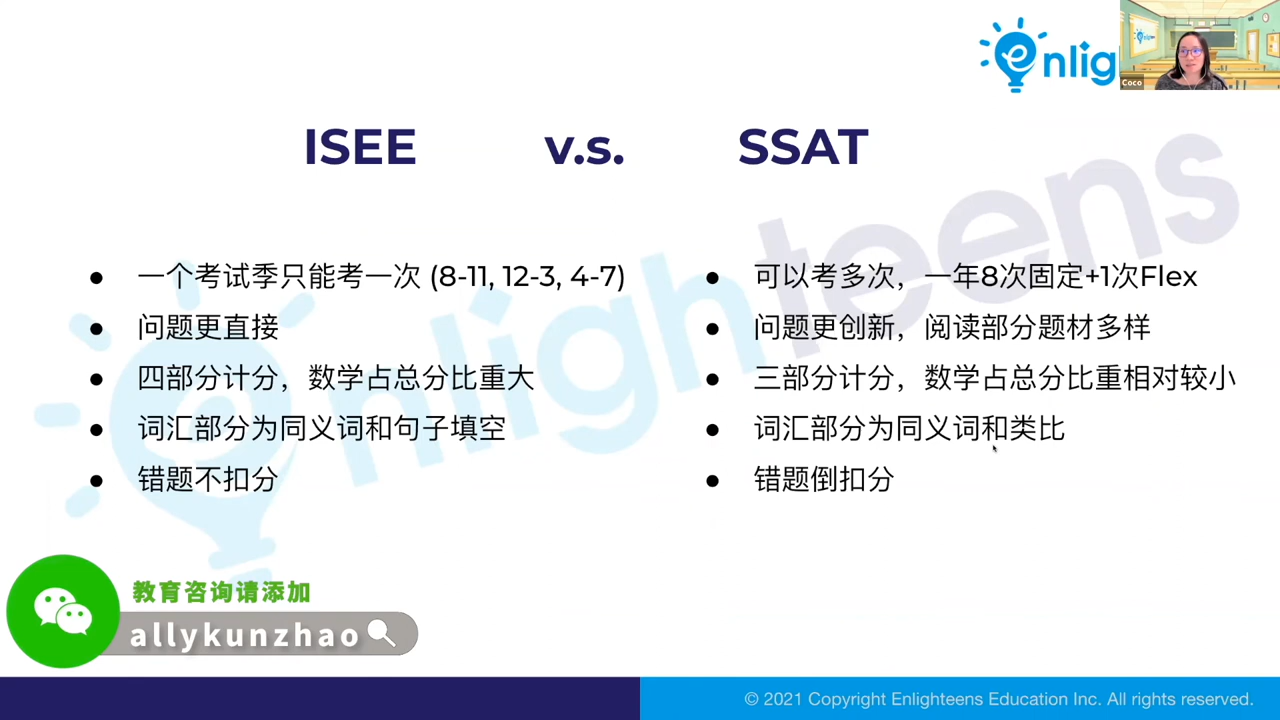 enlig
Coco
ISEE v.s. SSAT
enlighteens
● 一个考试季只能考一次 (8-11, 12-3, 4-7)
● 问题更直接
● 四部分计分，数学占总分比重大
● 词汇部分为同义词和句子填空
● 错题不扣分
● 可以考多次，一年8次固定+1次Flex
● 问题更创新，阅读部分题材多样
● 三部分计分，数学占总分比重相对较小
● 词汇部分为同义词和类比
● 错题倒扣分
教育咨询请添加
allykunzhao
© 2021 Copyright Enlighteens Education Inc. All rights reserved.